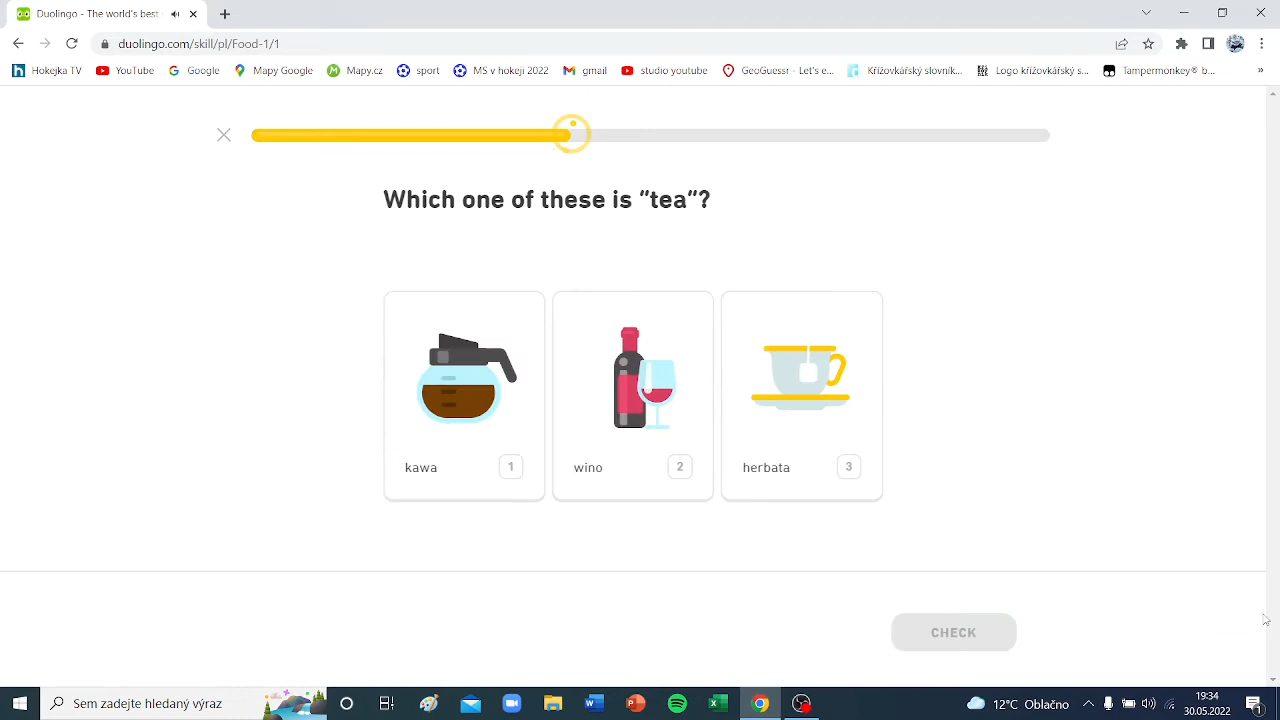 Duolingo - The world's best
duolingo.com/skill/pl/Food-1/1
Hokejka TV YouTube Google Mapy Google Mapy.cz sport MS v hokeji 2022 gmail studio youtube GeoGuessr - Let's e... Křížovkářský slovník... Logo křížovkářský s... Tampermonkey® b... »
Which one of these is "tea"?
kawa 1
wino 2
herbata 3
CHECK
Sem zadejte hledaný výraz
12°C Oblačno
19:34
30.05.2022